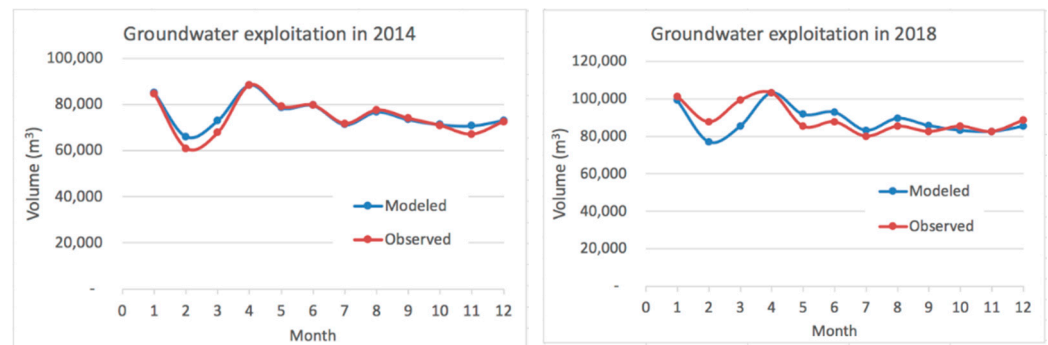 Groundwater exploitation in 2014
100,000
80,000
60,000
40,000
20,000
-
Volume (m³)
Modeled
Observed
0 1 2 3 4 5 6 7 8 9 10 11 12
Month
Groundwater exploitation in 2018
120,000
100,000
80,000
60,000
40,000
20,000
-
Volume (m³)
Modeled
Observed
0 1 2 3 4 5 6 7 8 9 10 11 12
Month